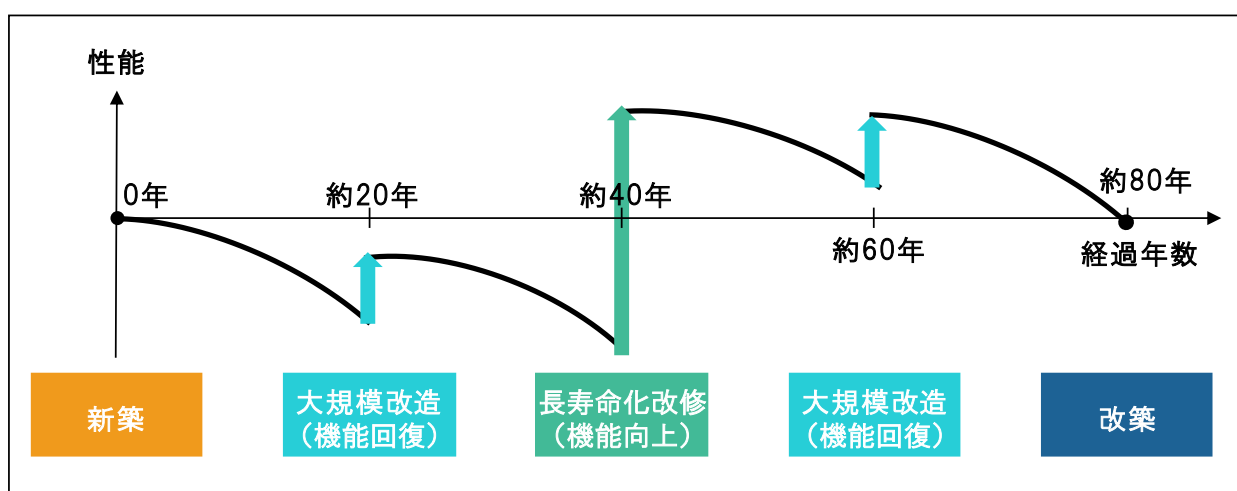 性能
0年
約20年
約40年
約60年
約80年
経過年数
新築
大規模改造
（機能回復）
長寿命化改修
（機能向上）
大規模改造
（機能回復）
改築